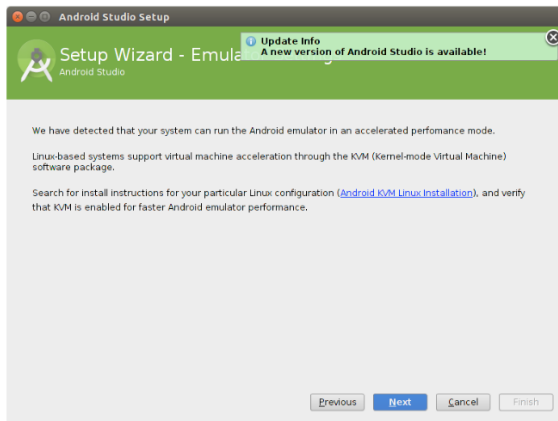 Android Studio Setup
Update Info
A new version of Android Studio is available!
Setup Wizard - Emula
Android Studio
We have detected that your system can run the Android emulator in an accelerated perfomance mode.
Linux-based systems support virtual machine acceleration through the KVM (Kernel-mode Virtual Machine)
software package.
Search for install instructions for your particular Linux configuration (Android KVM Linux Installation), and verify
that KVM is enabled for faster Android emulator performance.
Previous Next Cancel Finish